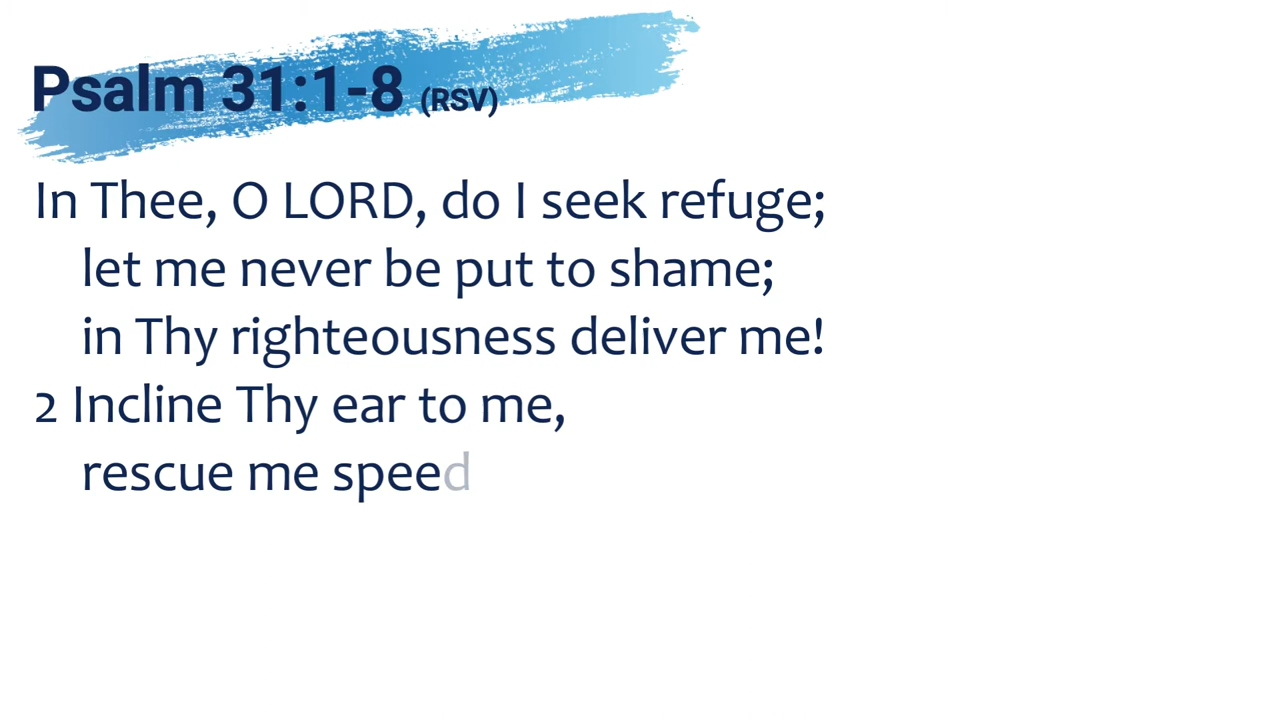 Psalm 31:1-8 (RSV)
In Thee, O LORD, do I seek refuge;
let me never be put to shame;
in Thy righteousness deliver me!
2 Incline Thy ear to me,
rescue me speed